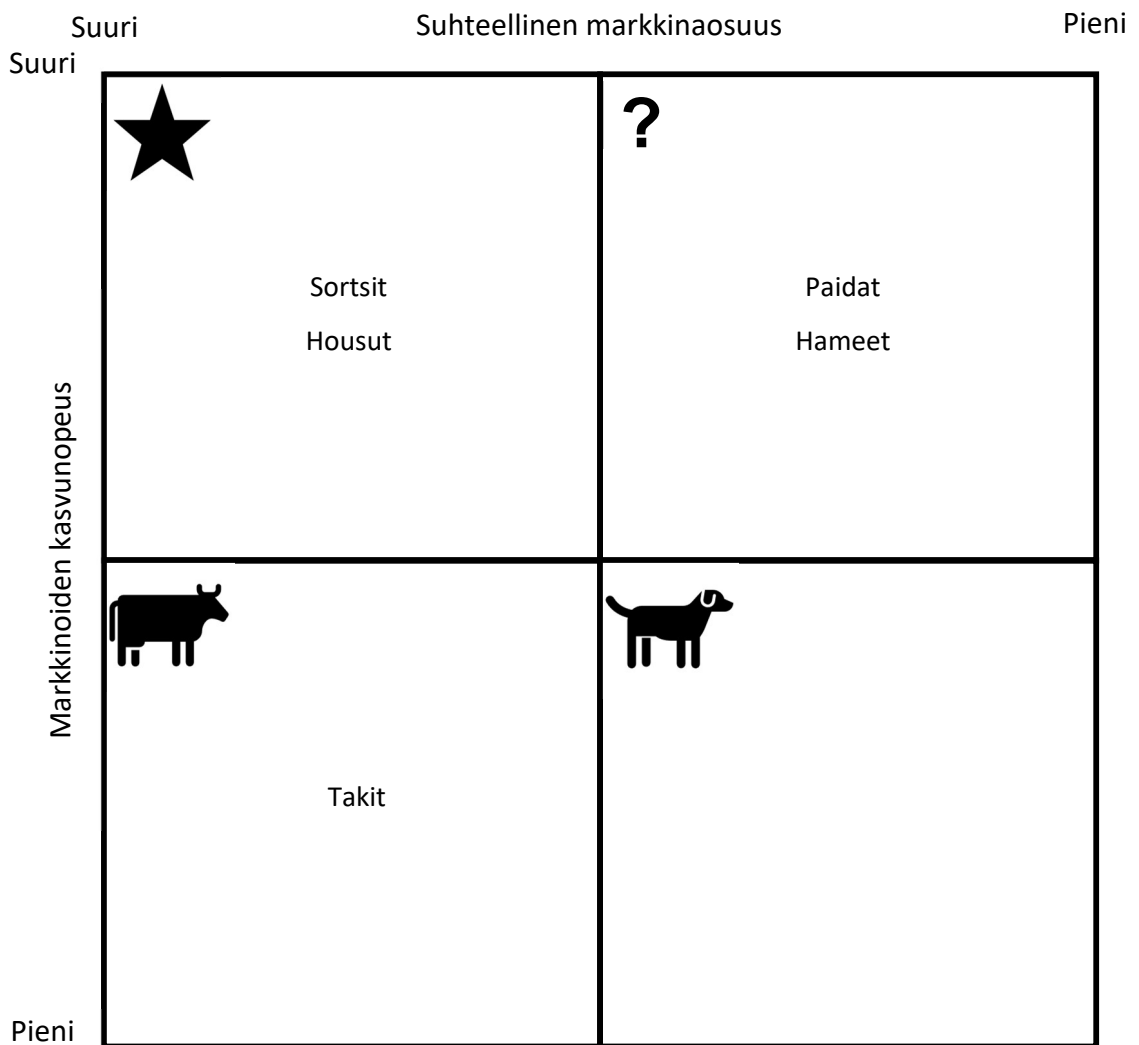 Suuri
Suhteellinen markkinaosuus
Pieni
Suuri
?
Sortsit
Housut
Paidat
Hameet
Markkinoiden kasvunopeus
Takit
Pieni